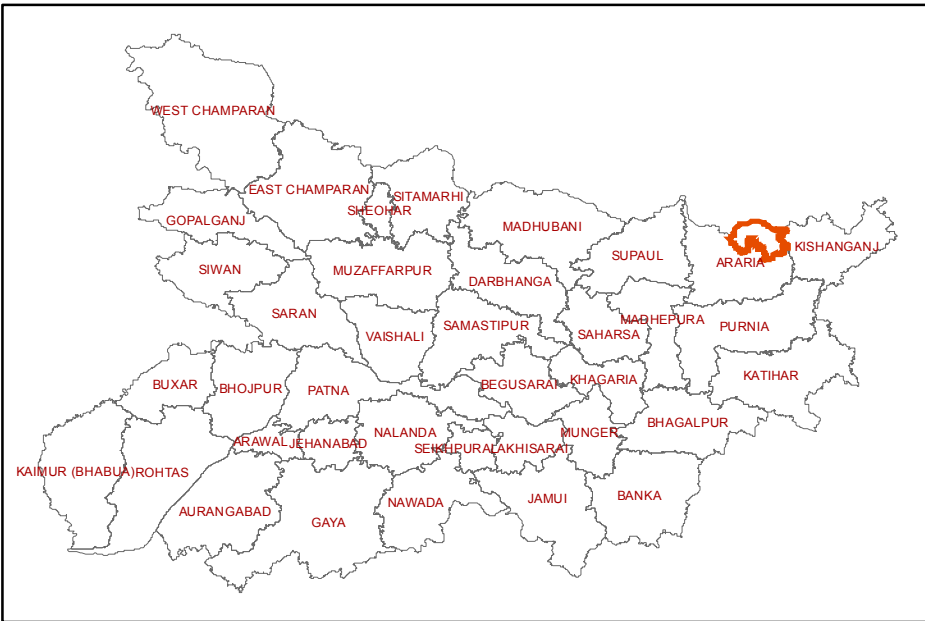 WEST CHAMPARAN
EAST CHAMPARAN
SITAMARHI
SHEOHAR
GOPALGANJ
MADHUBANI
SUPAUL
ARARIA
KISHANGANJ
SIWAN
MUZAFFARPUR
DARBHANGA
SARAN
VAISHALI
SAMASTIPUR
SAHARSA
MADHEPURA
PURNIA
BUXAR
BHOJPUR
PATNA
BEGUSARAI
KHAGARIA
KATIHAR
ARAWAL
JEHANABAD
NALANDA
SEIKHPURA
LAKHISARAI
MUNGER
BHAGALPUR
KAIMUR (BHABUA)
ROHTAS
AURANGABAD
GAYA
NAWADA
JAMUI
BANKA